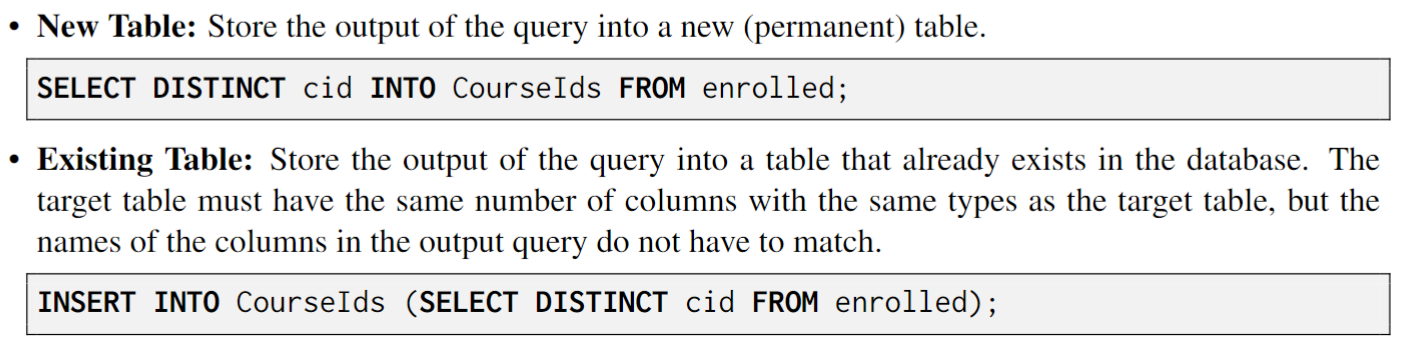 • New Table: Store the output of the query into a new (permanent) table.
SELECT DISTINCT cid INTO CourseIds FROM enrolled;
• Existing Table: Store the output of the query into a table that already exists in the database. The
target table must have the same number of columns with the same types as the target table, but the
names of the columns in the output query do not have to match.
INSERT INTO CourseIds (SELECT DISTINCT cid FROM enrolled);